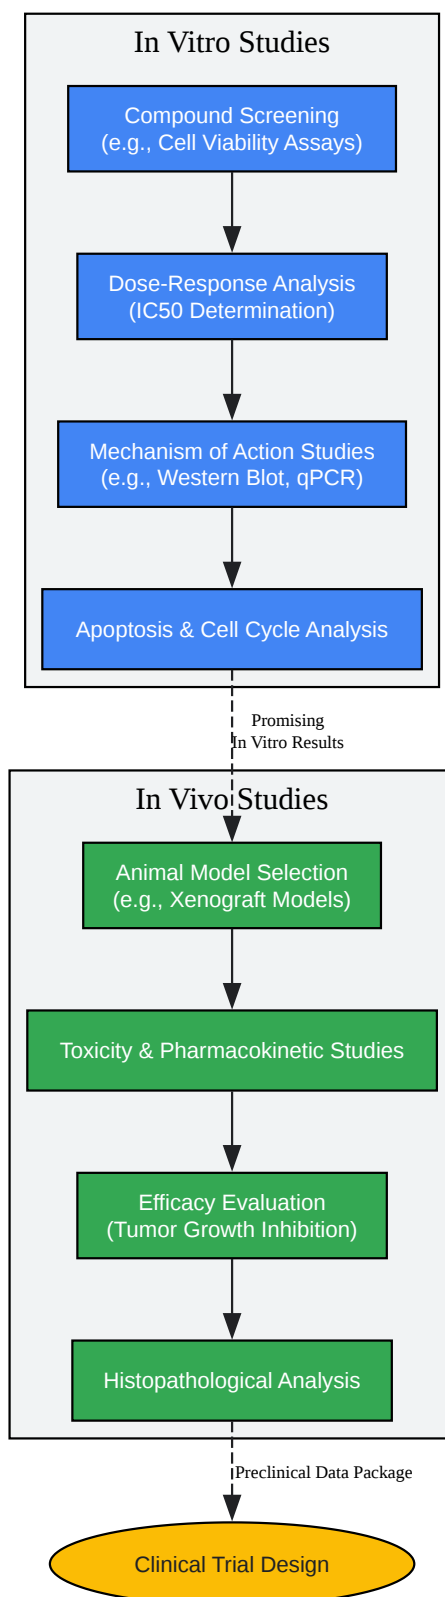 In Vitro Studies
Compound Screening
(e.g., Cell Viability Assays)
Dose-Response Analysis
(IC50 Determination)
Mechanism of Action Studies
(e.g., Western Blot, qPCR)
Apoptosis & Cell Cycle Analysis
Promising
In Vitro Results
In Vivo Studies
Animal Model Selection
(e.g., Xenograft Models)
Toxicity & Pharmacokinetic Studies
Efficacy Evaluation
(Tumor Growth Inhibition)
Histopathological Analysis
Preclinical Data Package
Clinical Trial Design